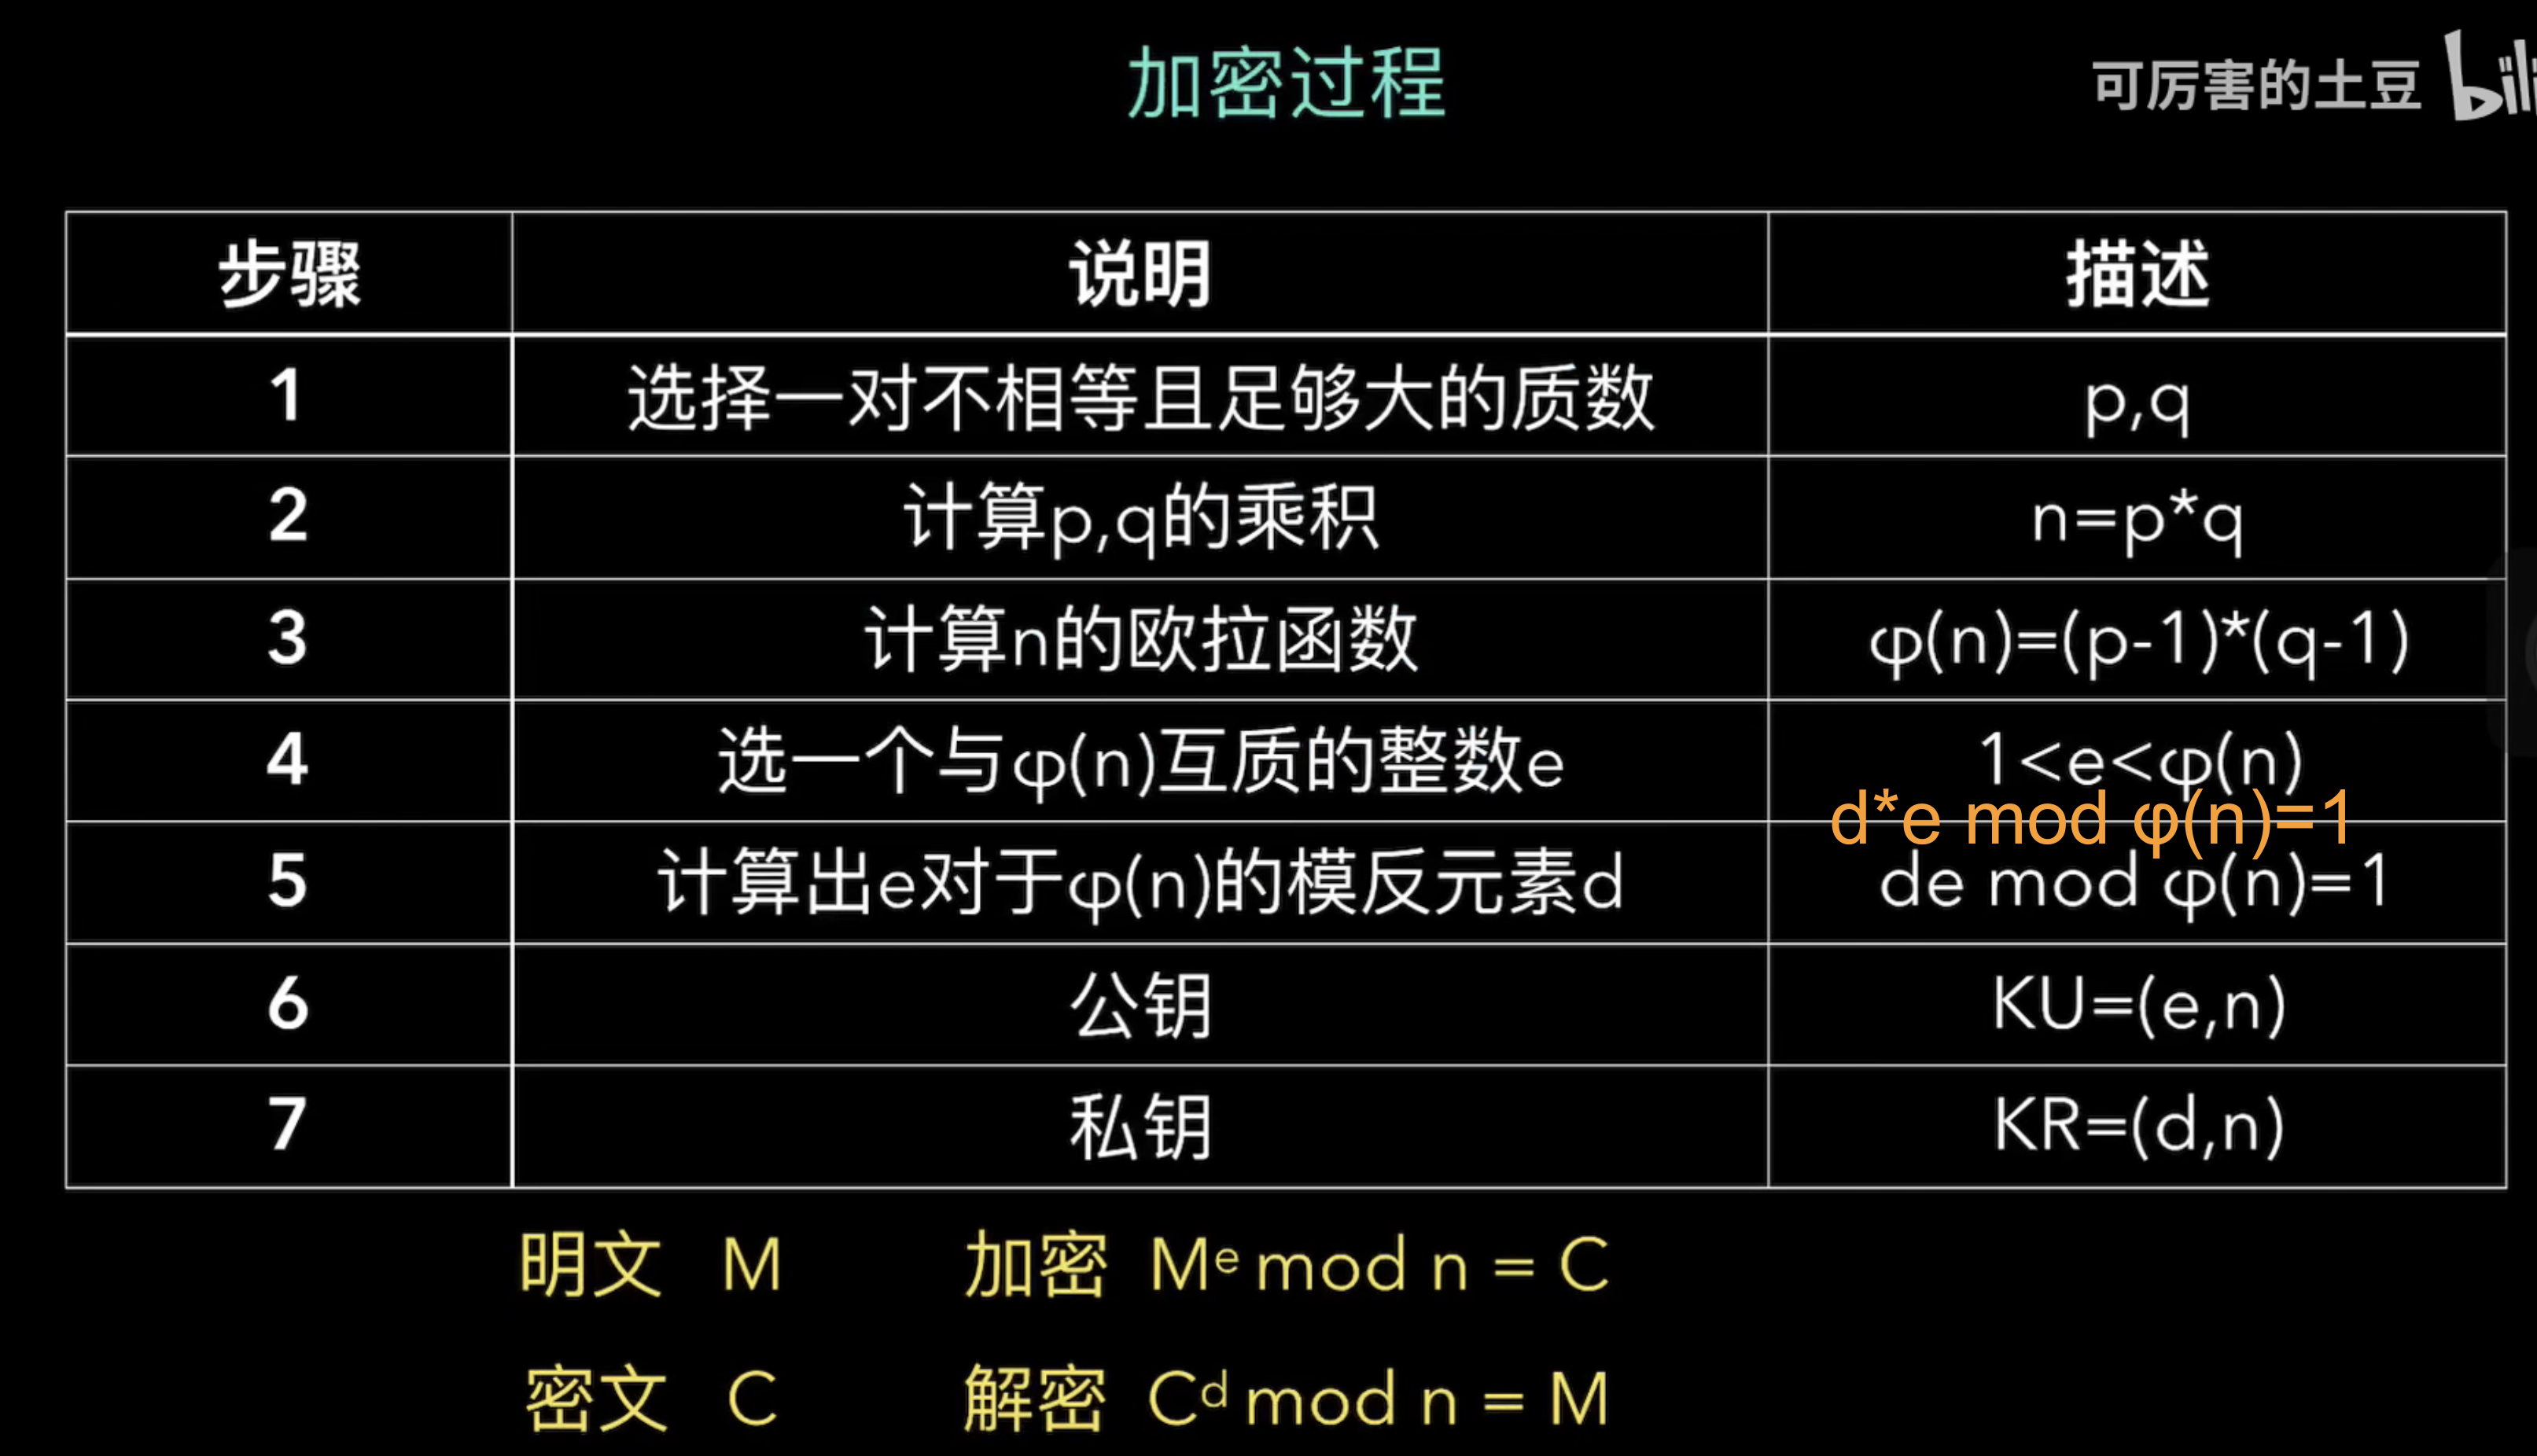 加密过程
可厉害的土豆 bili
步骤 说明 描述
1 选择一对不相等且足够大的质数 p,q
2 计算p,q的乘积 n=p*q
3 计算n的欧拉函数 φ(n)=(p-1)*(q-1)
4 选一个与φ(n)互质的整数e 1<e<φ(n)
d*e mod φ(n)=1
5 计算出e对于φ(n)的模反元素d de mod φ(n)=1
6 公钥 KU=(e,n)
7 私钥 KR=(d,n)
明文 M 加密 Mᵉ mod n = C
密文 C 解密 Cᵈ mod n = M